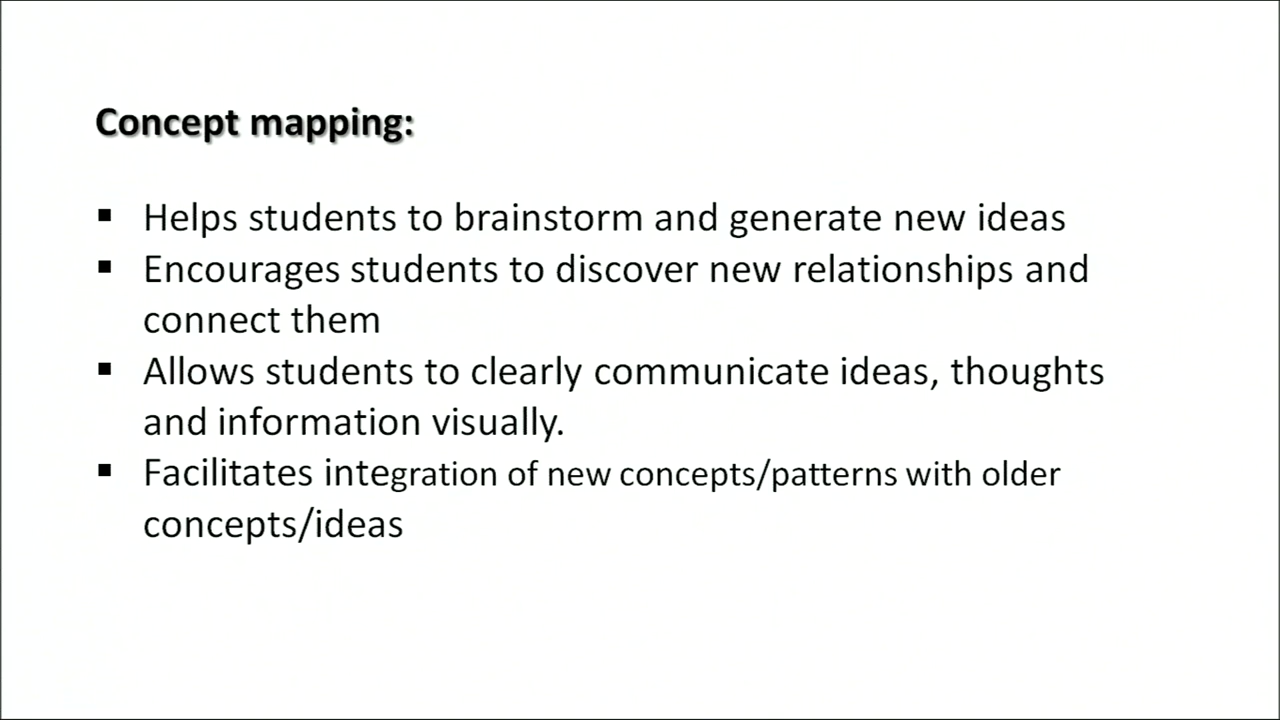 Concept mapping:
▪ Helps students to brainstorm and generate new ideas
▪ Encourages students to discover new relationships and
connect them
▪ Allows students to clearly communicate ideas, thoughts
and information visually.
▪ Facilitates integration of new concepts/patterns with older
concepts/ideas